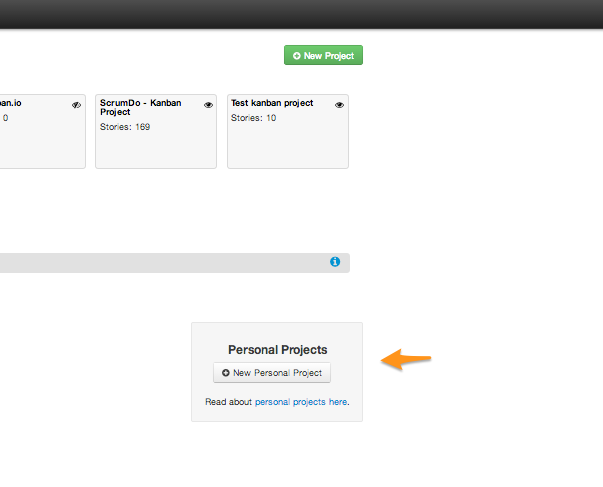 New Project
ban.io
ScrumDo - Kanban
Project
Test kanban project
0
Stories: 169
Stories: 10
Personal Projects
New Personal Project
Read about personal projects here.